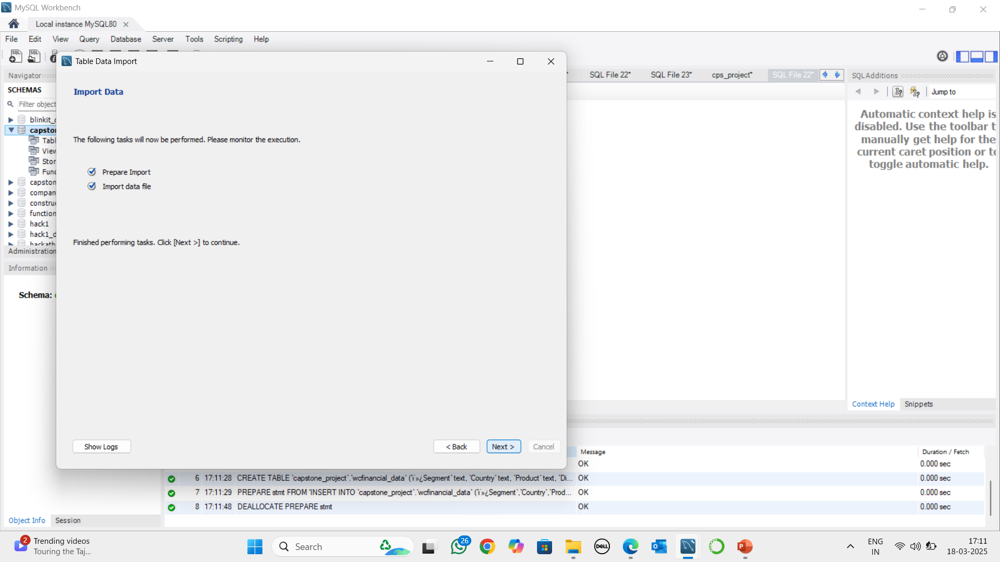 MySQL Workbench
Local instance MySQL80
File Edit View Query Database Server Tools Scripting Help
Table Data Import
Navigator
SCHEMAS
Filter object
blinkit_
capston
Tabl
View
Stor
Func
capston
compan
constru
function
hack1
hack1_d
hackath
Administration
Information
Schema:
Object Info Session
Import Data
The following tasks will now be performed. Please monitor the execution.
Prepare Import
Import data file
Finished performing tasks. Click [Next >] to continue.
Show Logs
< Back
Next >
Cancel
SQL File 22* SQL File 23* cps_project* SQL File 22*
SQLAdditions
Jump to
Automatic context help is
disabled. Use the toolbar t
manually get help for the
current caret position or to
toggle automatic help.
Context Help Snippets
Message Duration / Fetch
OK 0.000 sec
6 17:11:28 CREATE TABLE `capstone_project`.`wcfinancial_data` (`ï»¿Segment` text, `Country` text, `Product` text, `Di... OK 0.000 sec
7 17:11:29 PREPARE stmt FROM 'INSERT INTO `capstone_project`.`wcfinancial_data` (`ï»¿Segment`,`Country`,`Prod... OK 0.000 sec
8 17:11:48 DEALLOCATE PREPARE stmt OK 0.000 sec
2
Trending videos
Touring the Taj...
Search
26
DELL
ENG
IN
17:11
18-03-2025